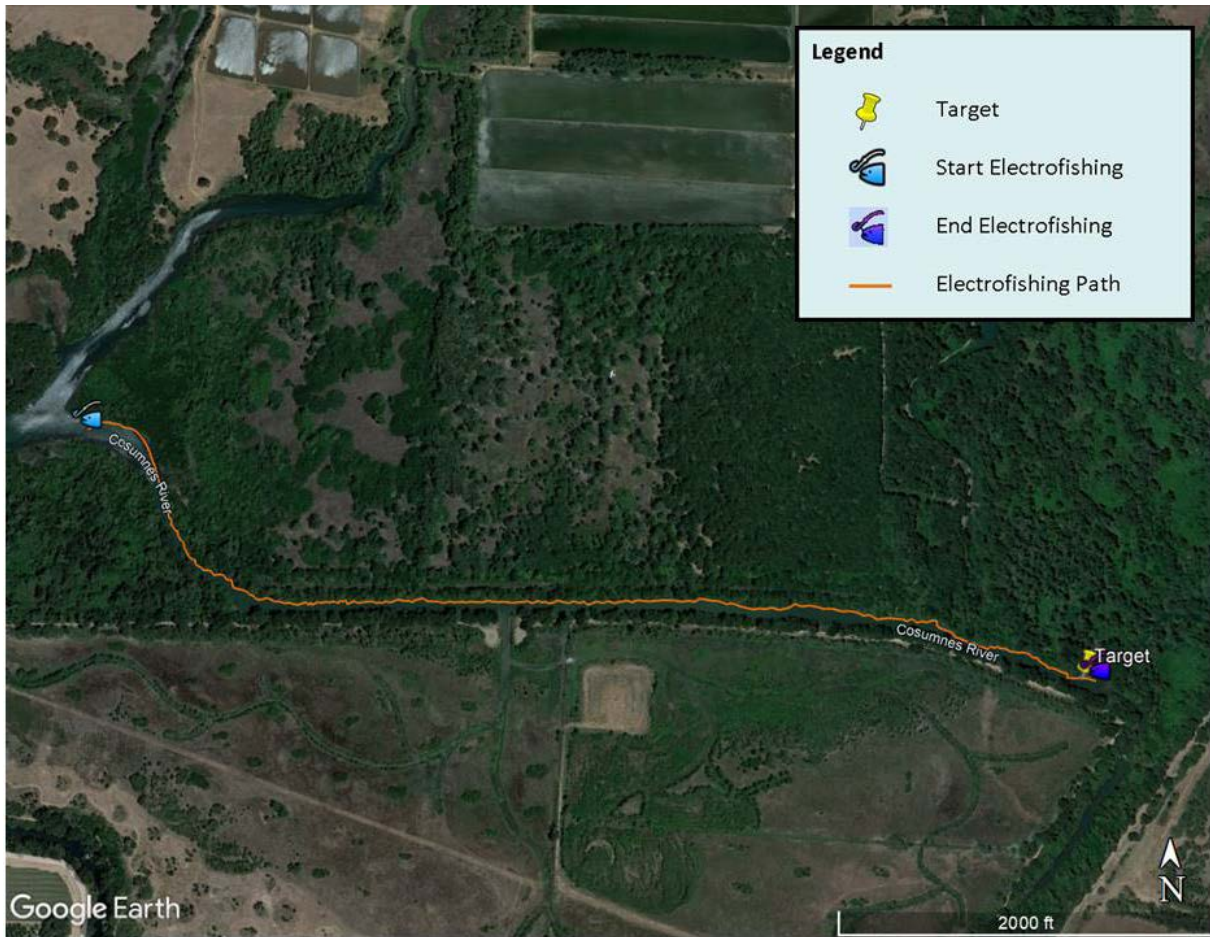 Legend
Target
Start Electrofishing
End Electrofishing
Electrofishing Path
Cosumnes River
Cosumnes River
Target
N
Google Earth
2000 ft